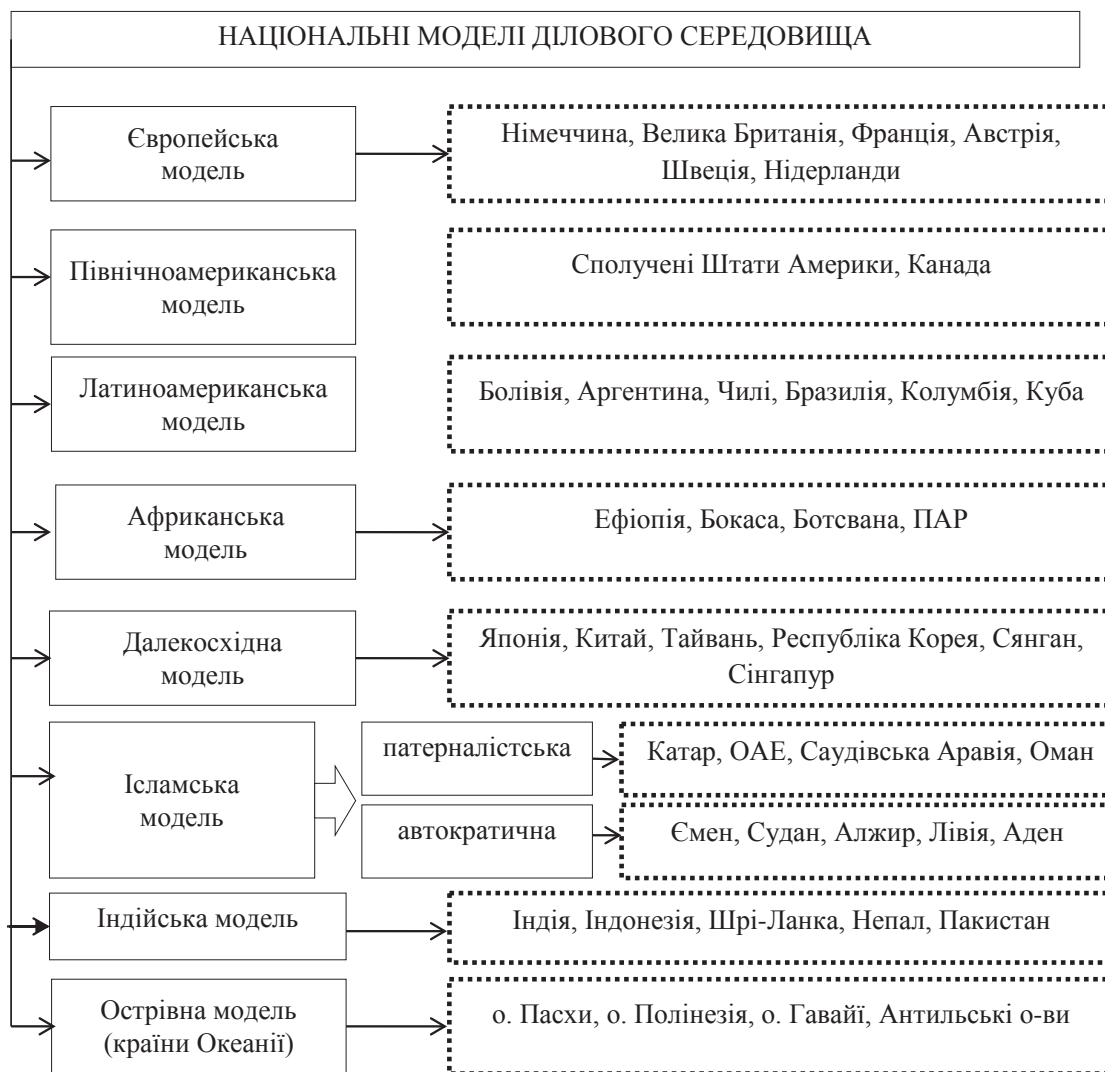 НАЦІОНАЛЬНІ МОДЕЛІ ДІЛОВОГО СЕРЕДОВИЩА
Європейська
модель
Німеччина, Велика Британія, Франція, Австрія,
Швеція, Нідерланди
Північноамериканська
модель
Сполучені Штати Америки, Канада
Латиноамериканська
модель
Болівія, Аргентина, Чилі, Бразилія, Колумбія, Куба
Африканська
модель
Ефіопія, Бокаса, Ботсвана, ПАР
Далекосхідна
модель
Японія, Китай, Тайвань, Республіка Корея, Сянган,
Сінгапур
Ісламська
модель
патерналістська
Катар, ОАЕ, Саудівська Аравія, Оман
автократична
Ємен, Судан, Алжир, Лівія, Аден
Індійська модель
Індія, Індонезія, Шрі-Ланка, Непал, Пакистан
Острівна модель
(країни Океанії)
о. Пасхи, о. Полінезія, о. Гавайї, Антильські о-ви